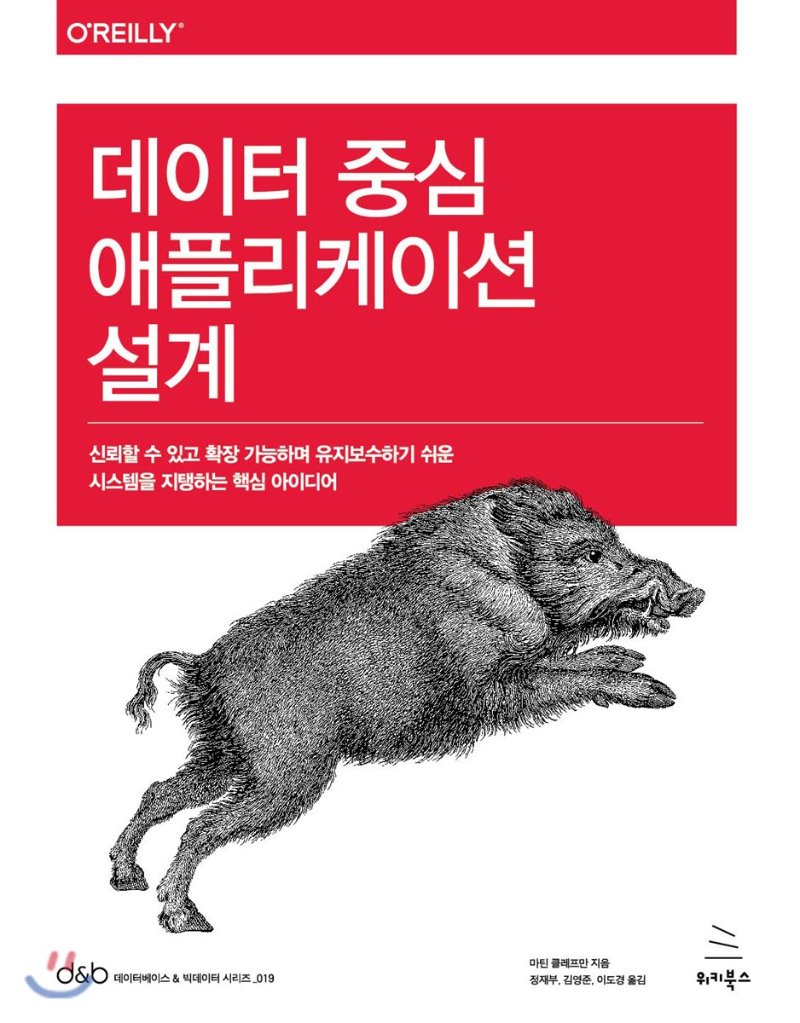 O'REILLY®
데이터 중심
애플리케이션
설계
신뢰할 수 있고 확장 가능하며 유지보수하기 쉬운
시스템을 지탱하는 핵심 아이디어
d&b 데이터베이스 & 빅데이터 시리즈_019
마틴 클레프만 지음
정재부, 김영준, 이도경 옮김
위키북스